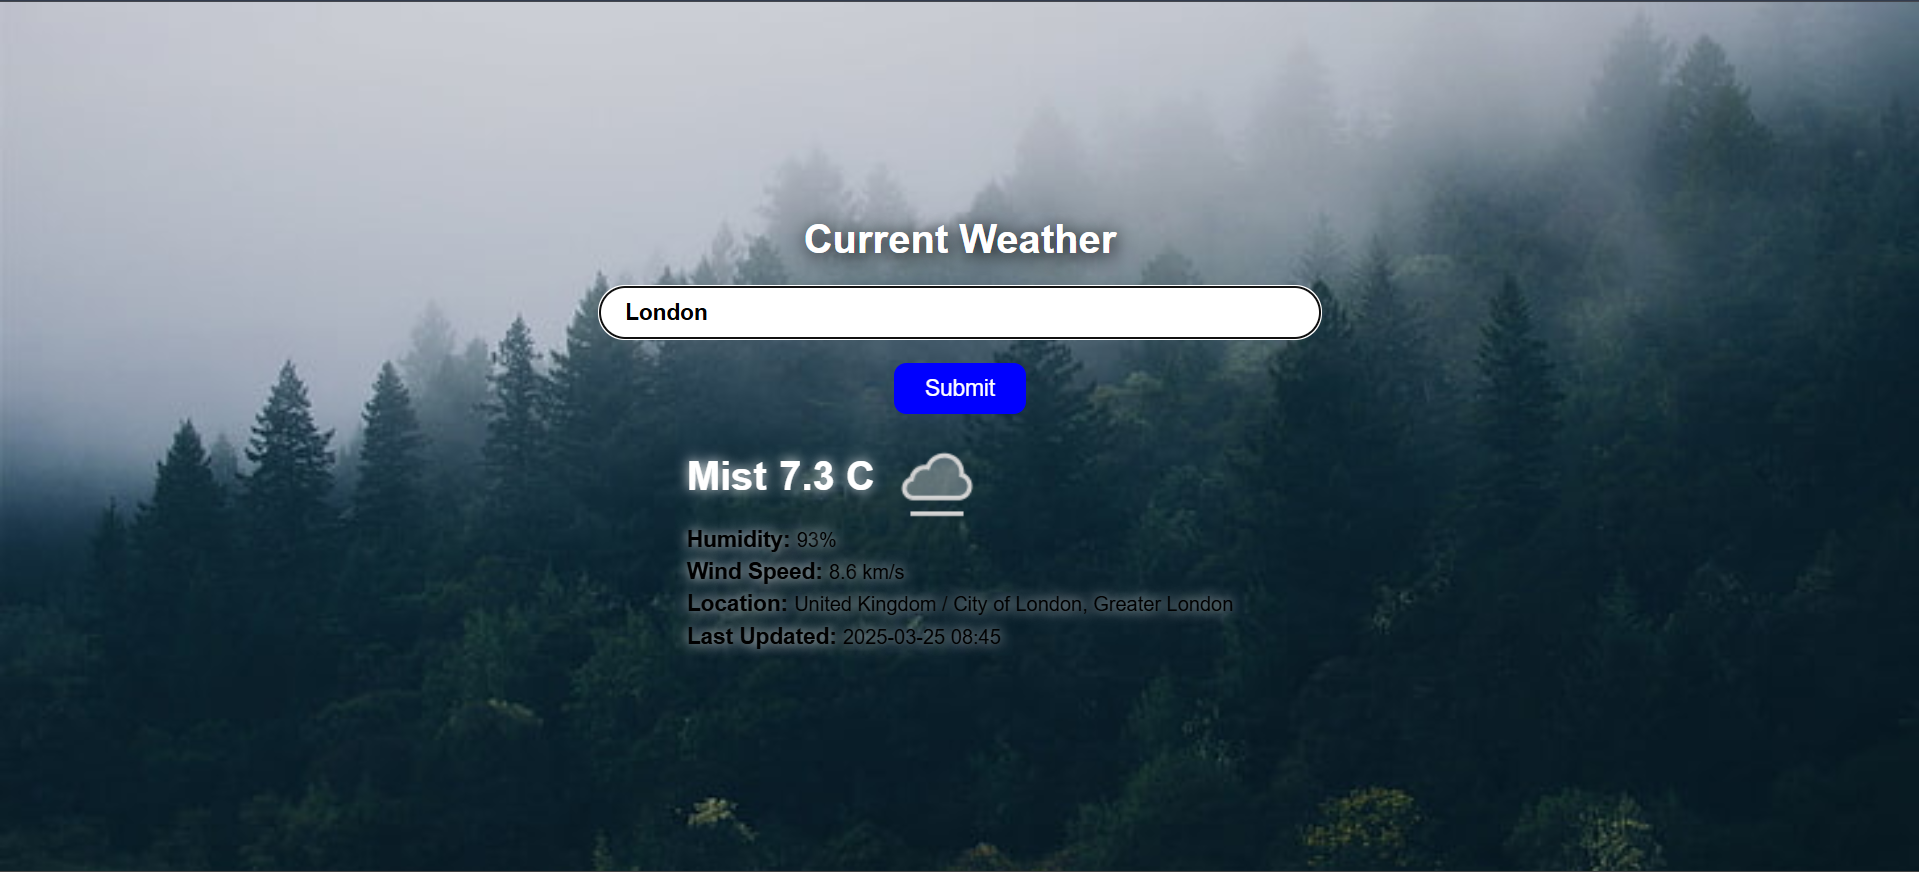 Current Weather
London
Submit
Mist 7.3 C
Humidity: 93%
Wind Speed: 8.6 km/s
Location: United Kingdom / City of London, Greater London
Last Updated: 2025-03-25 08:45